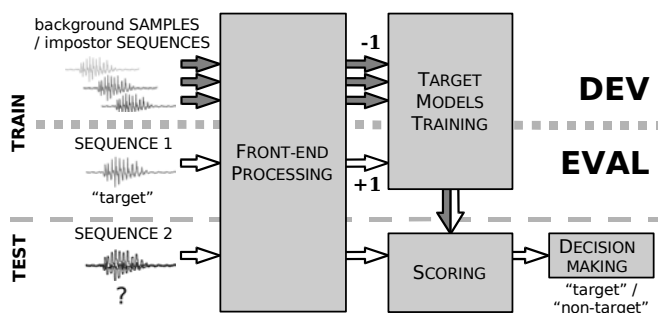 background SAMPLES
/ impostor SEQUENCES
-1
TRAIN
FRONT-END
PROCESSING
TARGET
MODELS
TRAINING
DEV
SEQUENCE 1
"target"
+1
EVAL
TEST
SEQUENCE 2
?
SCORING
DECISION
MAKING
"target" /
"non-target"